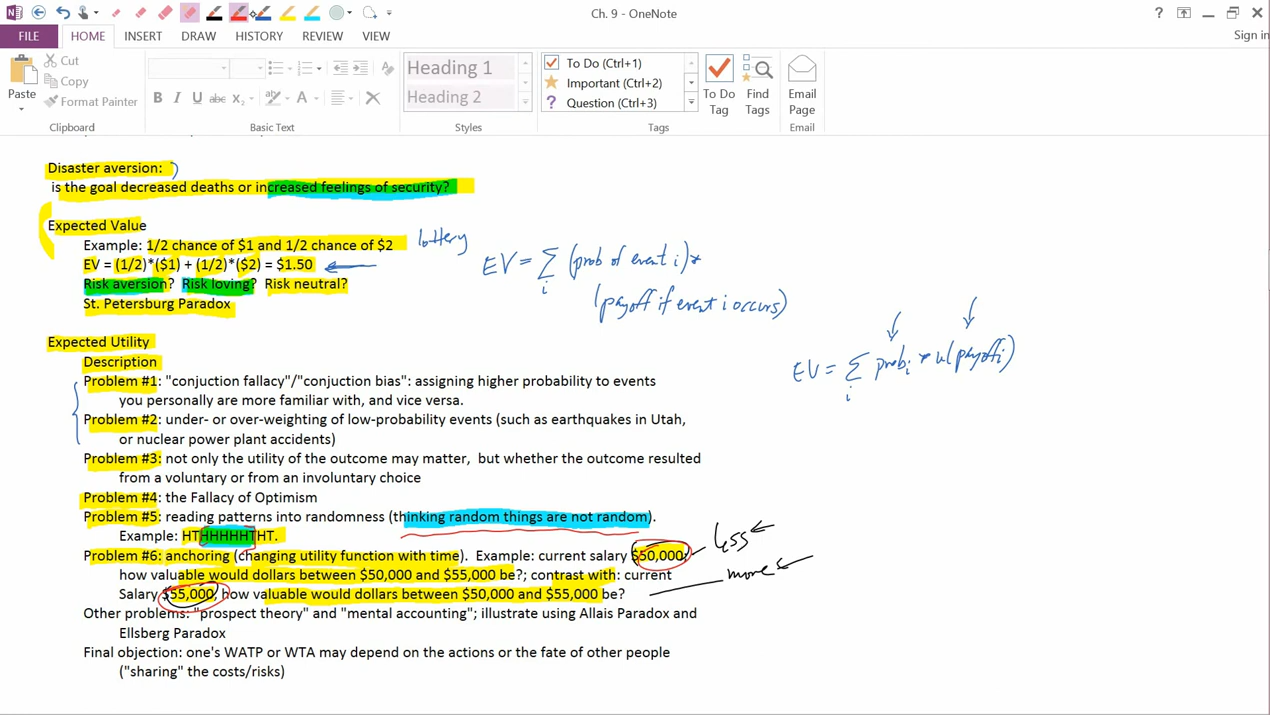 Ch. 9 - OneNote
Sign in
FILE HOME INSERT DRAW HISTORY REVIEW VIEW
Paste
Cut
Copy
Format Painter
Clipboard
B I U abc x₂ A
Basic Text
Heading 1
Heading 2
Styles
To Do (Ctrl+1)
Important (Ctrl+2)
Question (Ctrl+3)
Tags
To Do Tag
Find Tags
Email Page
Email
Disaster aversion:
is the goal decreased deaths or increased feelings of security?
Expected Value
Example: 1/2 chance of $1 and 1/2 chance of $2
lottery
EV = (1/2)*($1) + (1/2)*($2) = $1.50
EV = Σ (prob of event i)*
i
(payoff if event i occurs)
Risk aversion? Risk loving? Risk neutral?
St. Petersburg Paradox
Expected Utility
Description
EV = Σ probi * u(payoffi)
i
Problem #1: "conjuction fallacy"/"conjuction bias": assigning higher probability to events
you personally are more familiar with, and vice versa.
Problem #2: under- or over-weighting of low-probability events (such as earthquakes in Utah,
or nuclear power plant accidents)
Problem #3: not only the utility of the outcome may matter, but whether the outcome resulted
from a voluntary or from an involuntary choice
Problem #4: the Fallacy of Optimism
Problem #5: reading patterns into randomness (thinking random things are not random).
Example: HTHHHHHTHT.
Problem #6: anchoring (changing utility function with time). Example: current salary $50,000,
less
how valuable would dollars between $50,000 and $55,000 be?; contrast with: current
more
Salary $55,000, how valuable would dollars between $50,000 and $55,000 be?
Other problems: "prospect theory" and "mental accounting"; illustrate using Allais Paradox and
Ellsberg Paradox
Final objection: one's WATP or WTA may depend on the actions or the fate of other people
("sharing" the costs/risks)